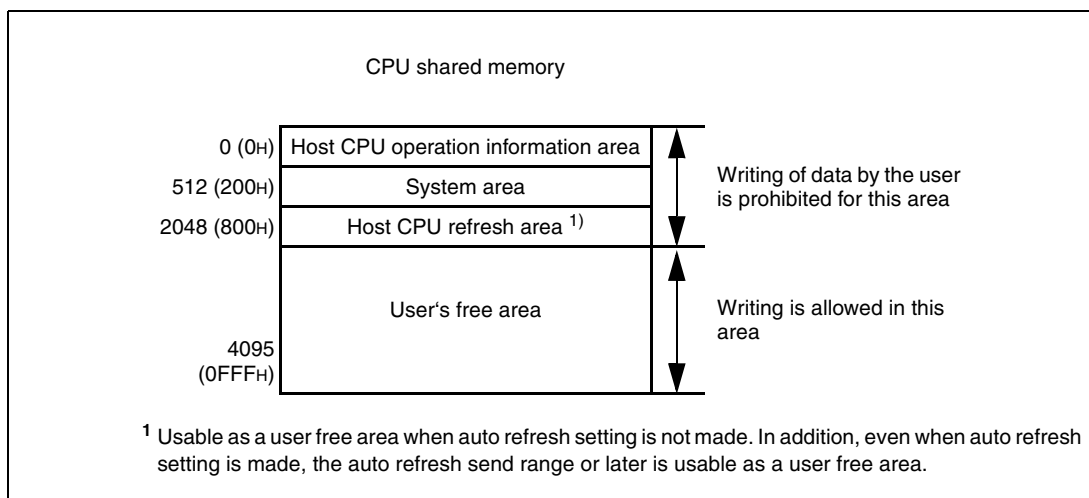 CPU shared memory
0 (0H)
Host CPU operation information area
512 (200H)
System area
2048 (800H)
Host CPU refresh area 1)
Writing of data by the user
is prohibited for this area
User‘s free area
Writing is allowed in this
area
4095
(0FFFH)
1 Usable as a user free area when auto refresh setting is not made. In addition, even when auto refresh
setting is made, the auto refresh send range or later is usable as a user free area.